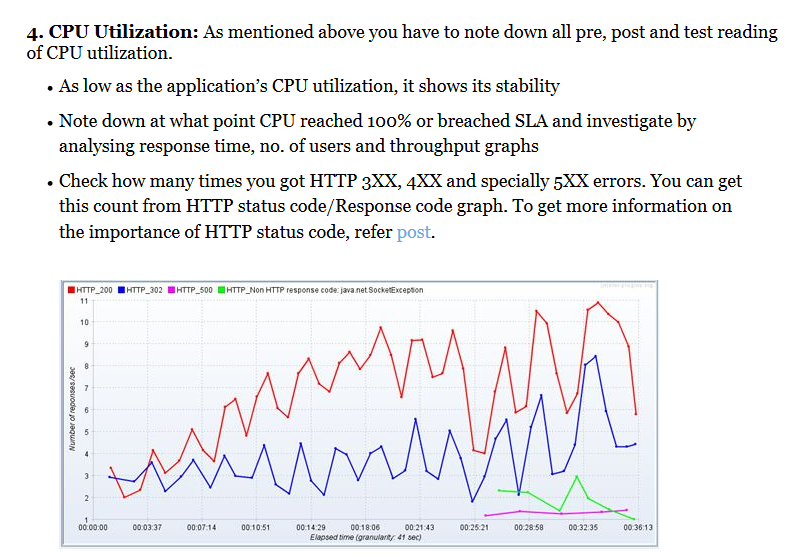 4. CPU Utilization: As mentioned above you have to note down all pre, post and test reading
of CPU utilization.
• As low as the application’s CPU utilization, it shows its stability
• Note down at what point CPU reached 100% or breached SLA and investigate by
analysing response time, no. of users and throughput graphs
• Check how many times you got HTTP 3XX, 4XX and specially 5XX errors. You can get
this count from HTTP status code/Response code graph. To get more information on
the importance of HTTP status code, refer post.
HTTP_200 HTTP_302 HTTP_500 HTTP_Non HTTP response code: java.net.SocketException
11
10
9
8
7
6
5
4
3
2
1
Number of reponses /sec
00:00:00 00:03:37 00:07:14 00:10:51 00:14:29 00:18:06 00:21:43 00:25:21 00:28:58 00:32:35 00:36:13
Elapsed time (granularity: 41 sec)